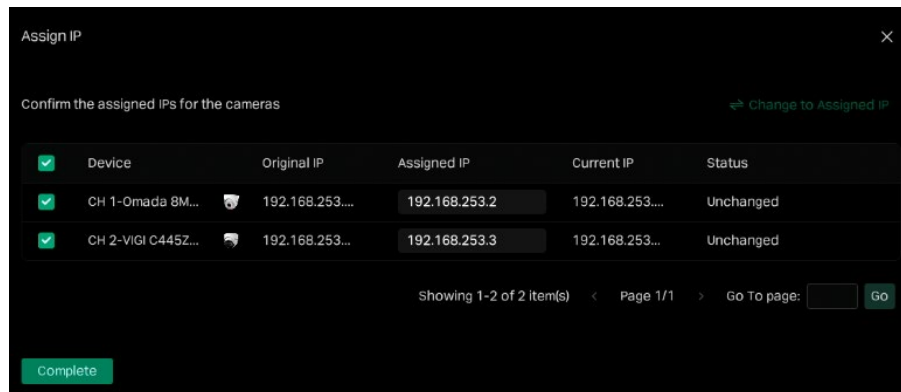 Assign IP
Confirm the assigned IPs for the cameras
Change to Assigned IP
Device Original IP Assigned IP Current IP Status
CH 1-Omada 8M... 192.168.253.... 192.168.253.2 192.168.253.... Unchanged
CH 2-VIGI C445Z... 192.168.253... 192.168.253.3 192.168.253... Unchanged
Showing 1-2 of 2 item(s) < Page 1/1 > Go To page: Go
Complete